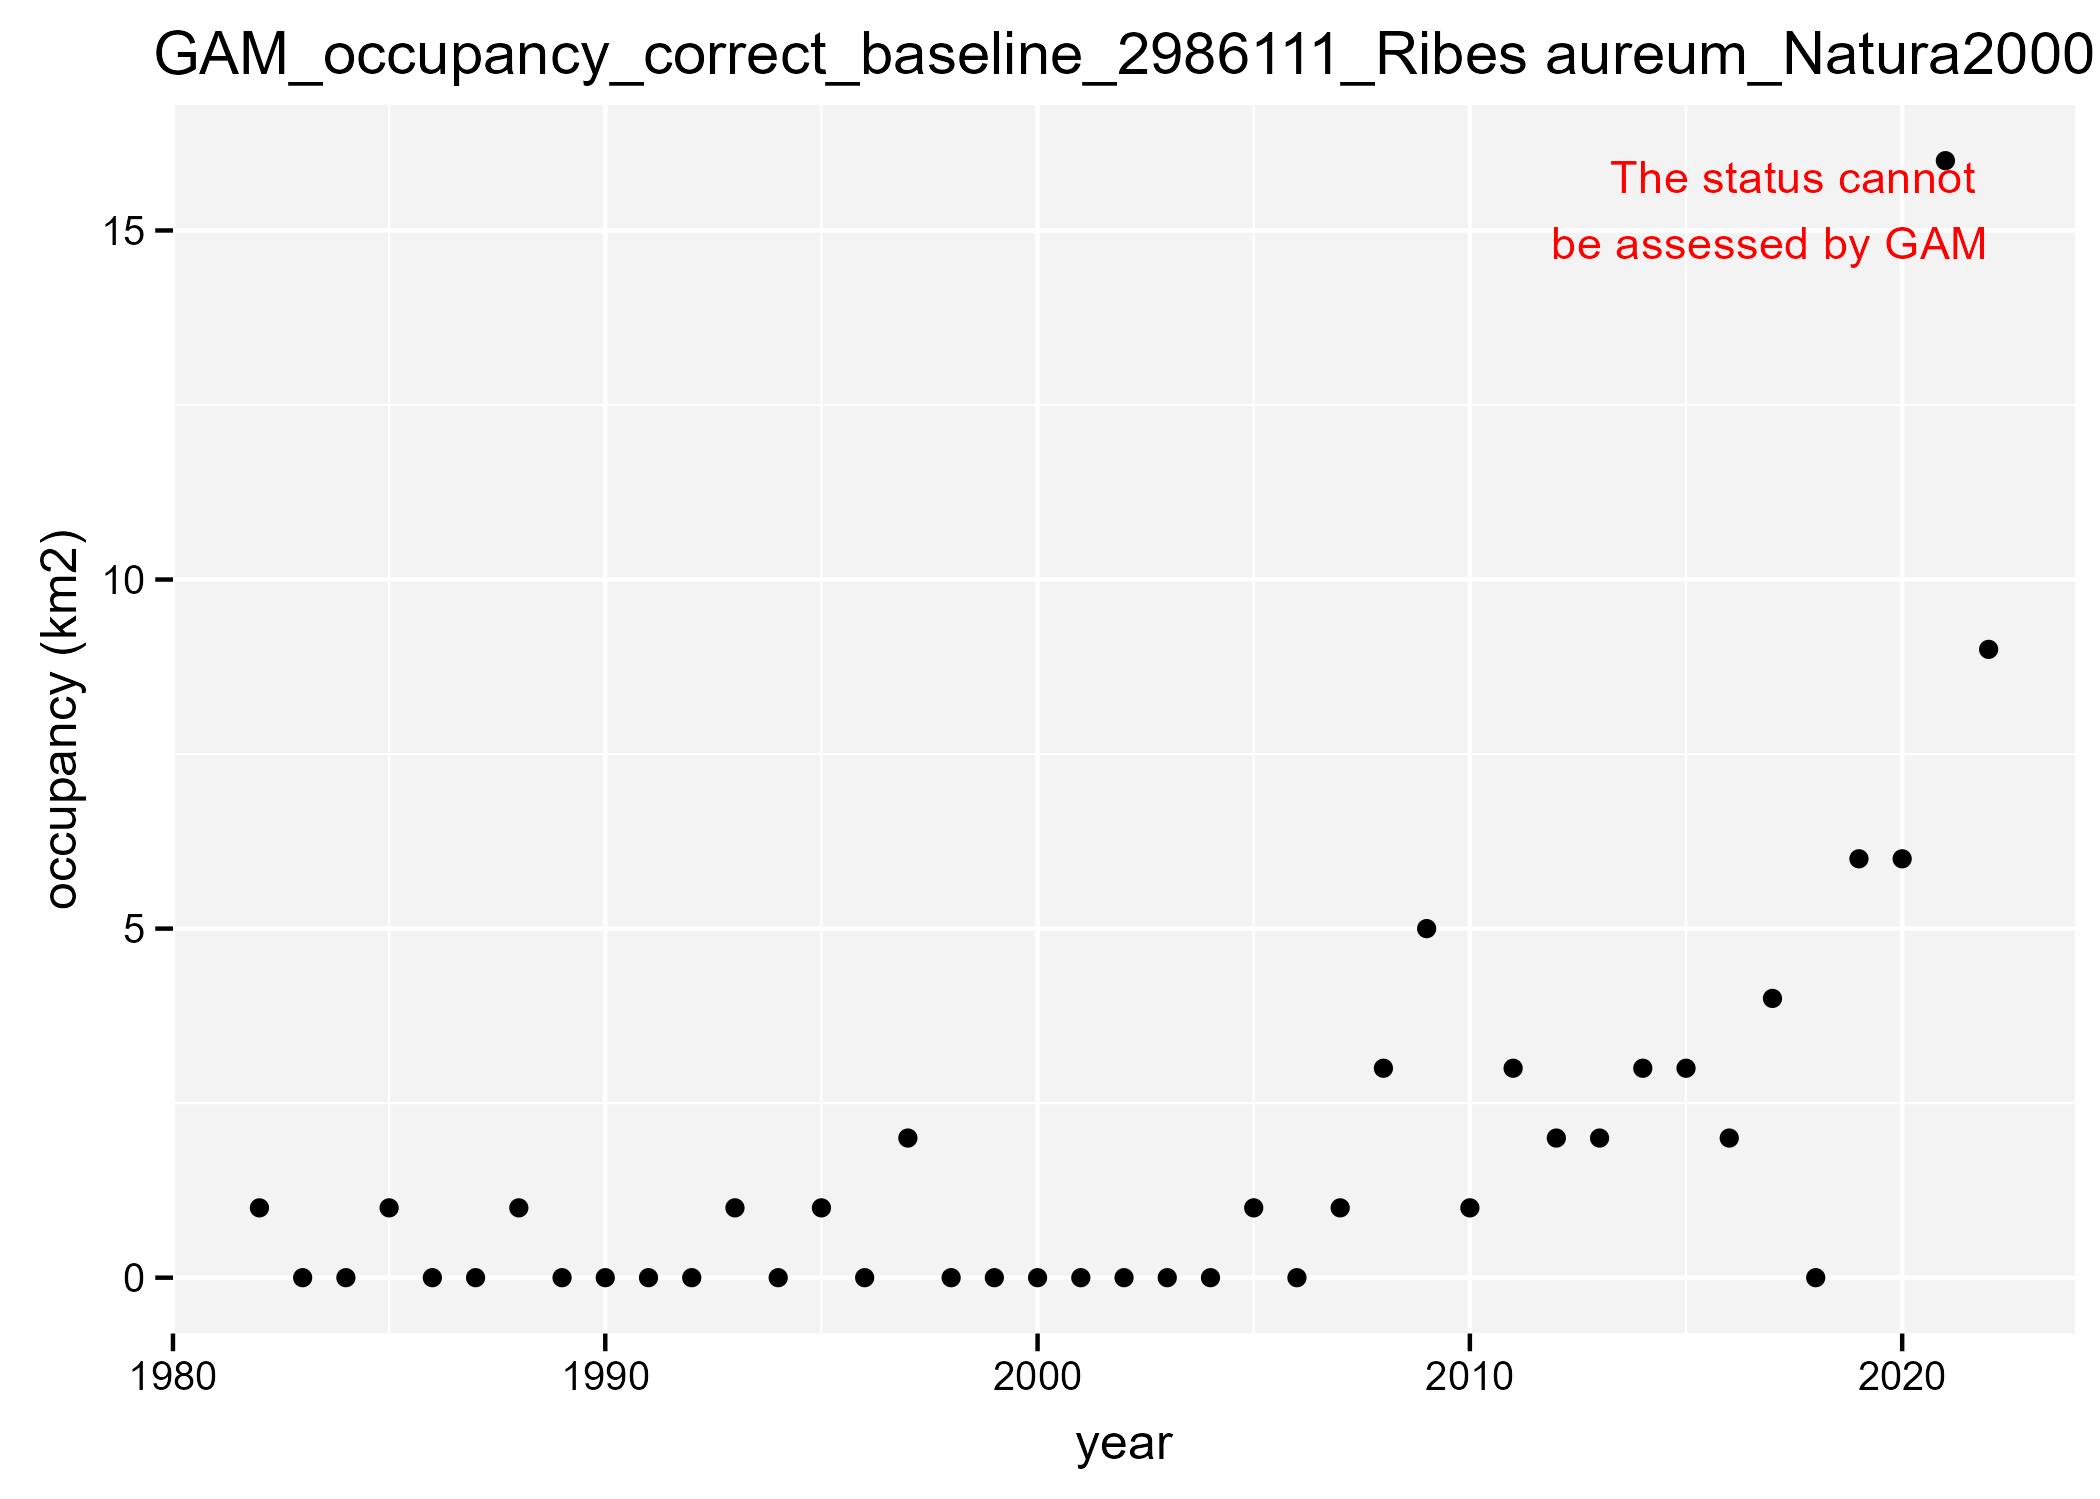 GAM_occupancy_correct_baseline_2986111_Ribes aureum_Natura2000
The status cannot
be assessed by GAM
15
10
5
0
occupancy (km2)
1980 1990 2000 2010 2020
year